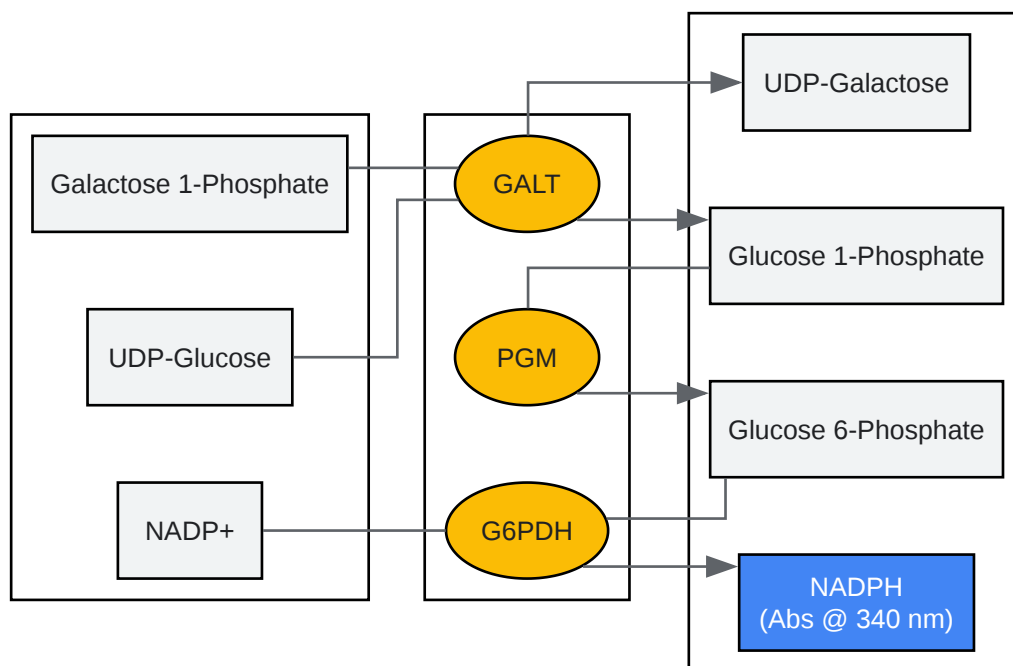 UDP-Galactose
Galactose 1-Phosphate
GALT
Glucose 1-Phosphate
UDP-Glucose
PGM
Glucose 6-Phosphate
NADP+
G6PDH
NADPH
(Abs @ 340 nm)